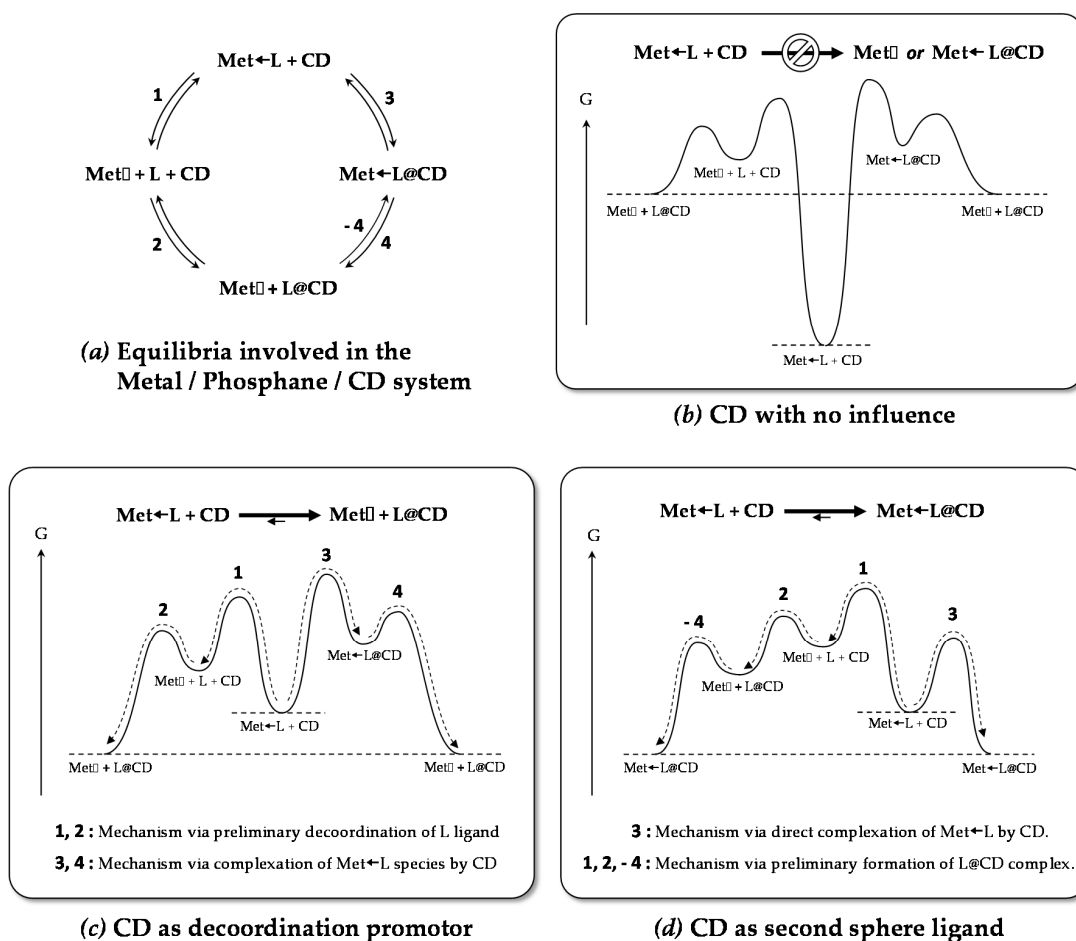 Met←L + CD
1
3
Met▯ + L + CD
Met←L@CD
2
- 4
4
Met▯ + L@CD
(a) Equilibria involved in the
Metal / Phosphane / CD system
Met←L + CD Met▯ or Met← L@CD
G
Met▯ + L + CD
Met←L@CD
Met▯ + L@CD
Met▯ + L@CD
Met←L + CD
(b) CD with no influence
Met←L + CD Met▯ + L@CD
G
3
1
4
2
Met←L@CD
Met▯ + L + CD
Met←L + CD
Met▯ + L@CD
Met▯ + L@CD
1, 2 : Mechanism via preliminary decoordination of L ligand
3, 4 : Mechanism via complexation of Met←L species by CD
(c) CD as decoordination promotor
Met←L + CD Met←L@CD
G
1
2
- 4
3
Met▯ + L + CD
Met▯ + L@CD
Met←L + CD
Met←L@CD
Met←L@CD
3 : Mechanism via direct complexation of Met←L by CD.
1, 2, - 4 : Mechanism via preliminary formation of L@CD complex.
(d) CD as second sphere ligand